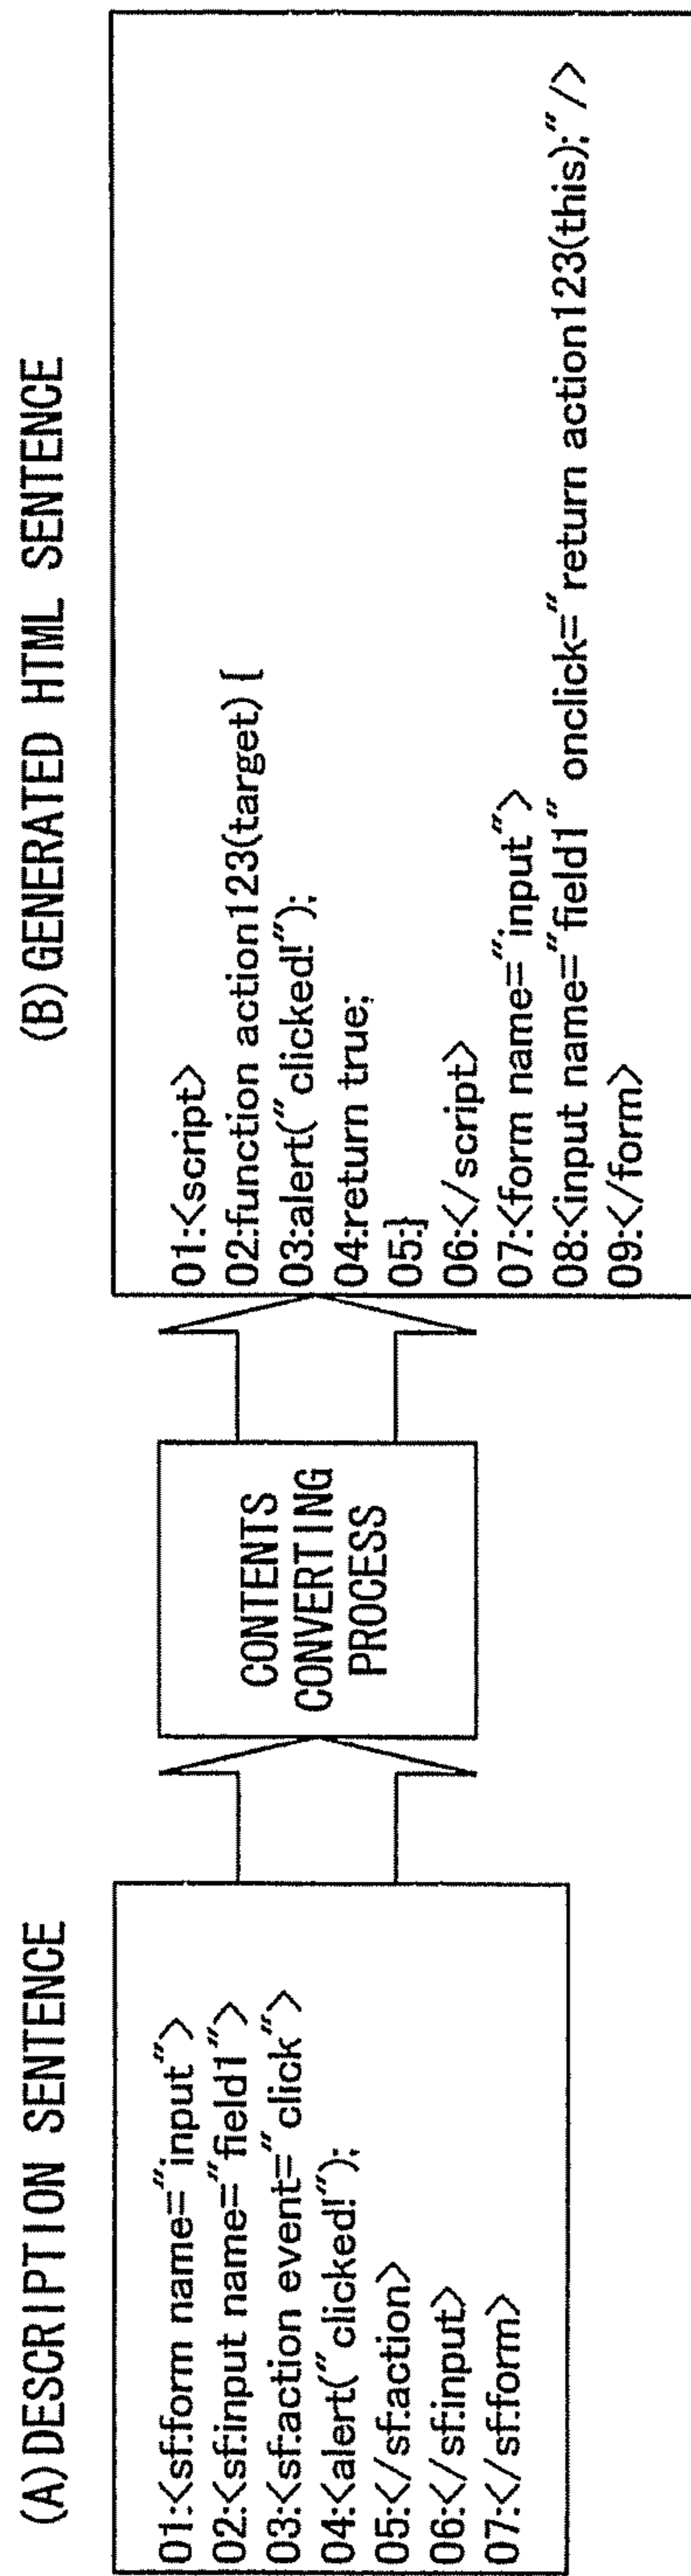 (A)DESCRIPTION SENTENCE
01:<sf:form name="input">
02:<sf:input name="field1">
03:<sf:action event="click">
04:<alert("clicked!");
05:</sf:action>
06:</sf:input>
07:</sf:form>
CONTENTS
CONVERTING
PROCESS
(B)GENERATED HTML SENTENCE
01:<script>
02:function action123(target) {
03:alert("clicked!");
04:return true;
05:}
06:</script>
07:<form name="input">
08:<input name="field1" onclick="return action123(this);"/>
09:</form>